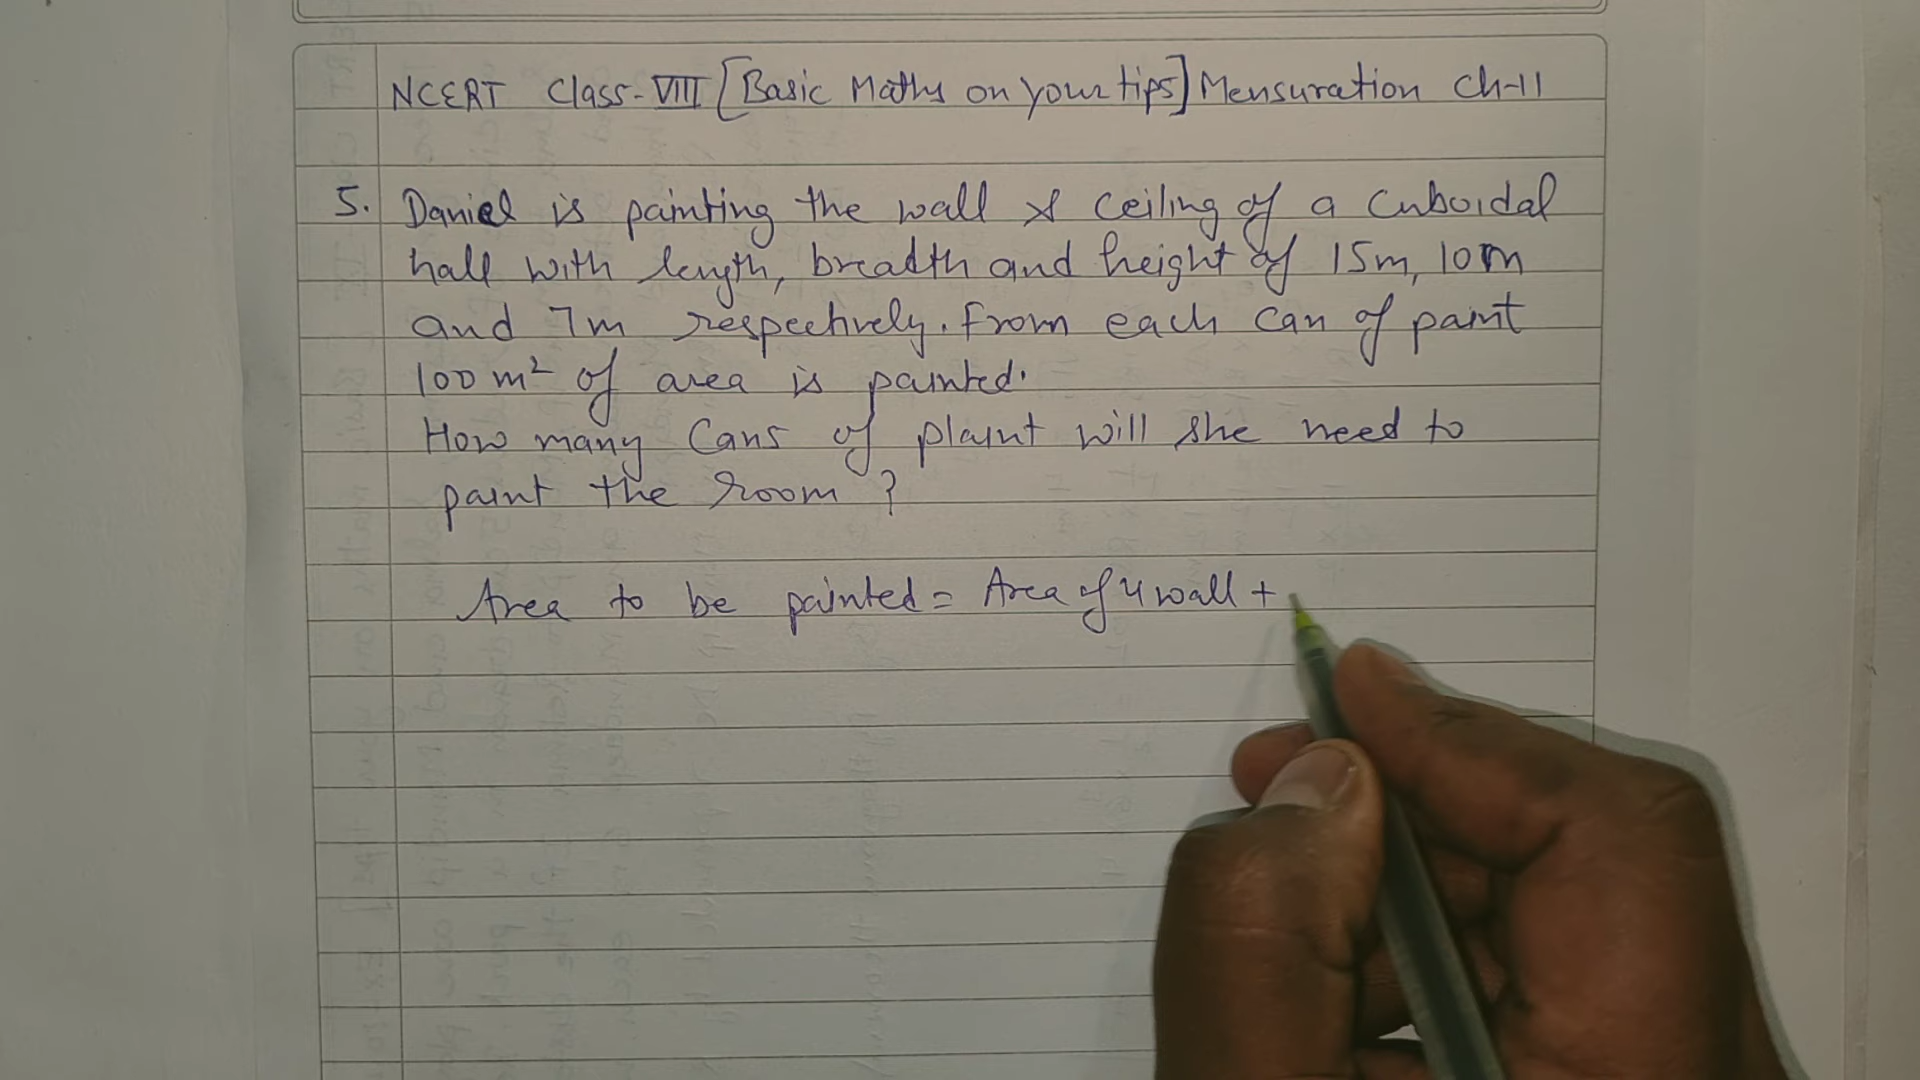 NCERT Class-VIII [Basic Maths on your tips] Mensuration Ch-11
5. Daniel is painting the wall & ceiling of a cuboidal
hall with length, breadth and height of 15m, 10m
and 7m respectively. From each can of paint
100 m² of area is painted.
How many Cans of plaint will she need to
paint the room ?
Area to be painted = Area of 4 wall +